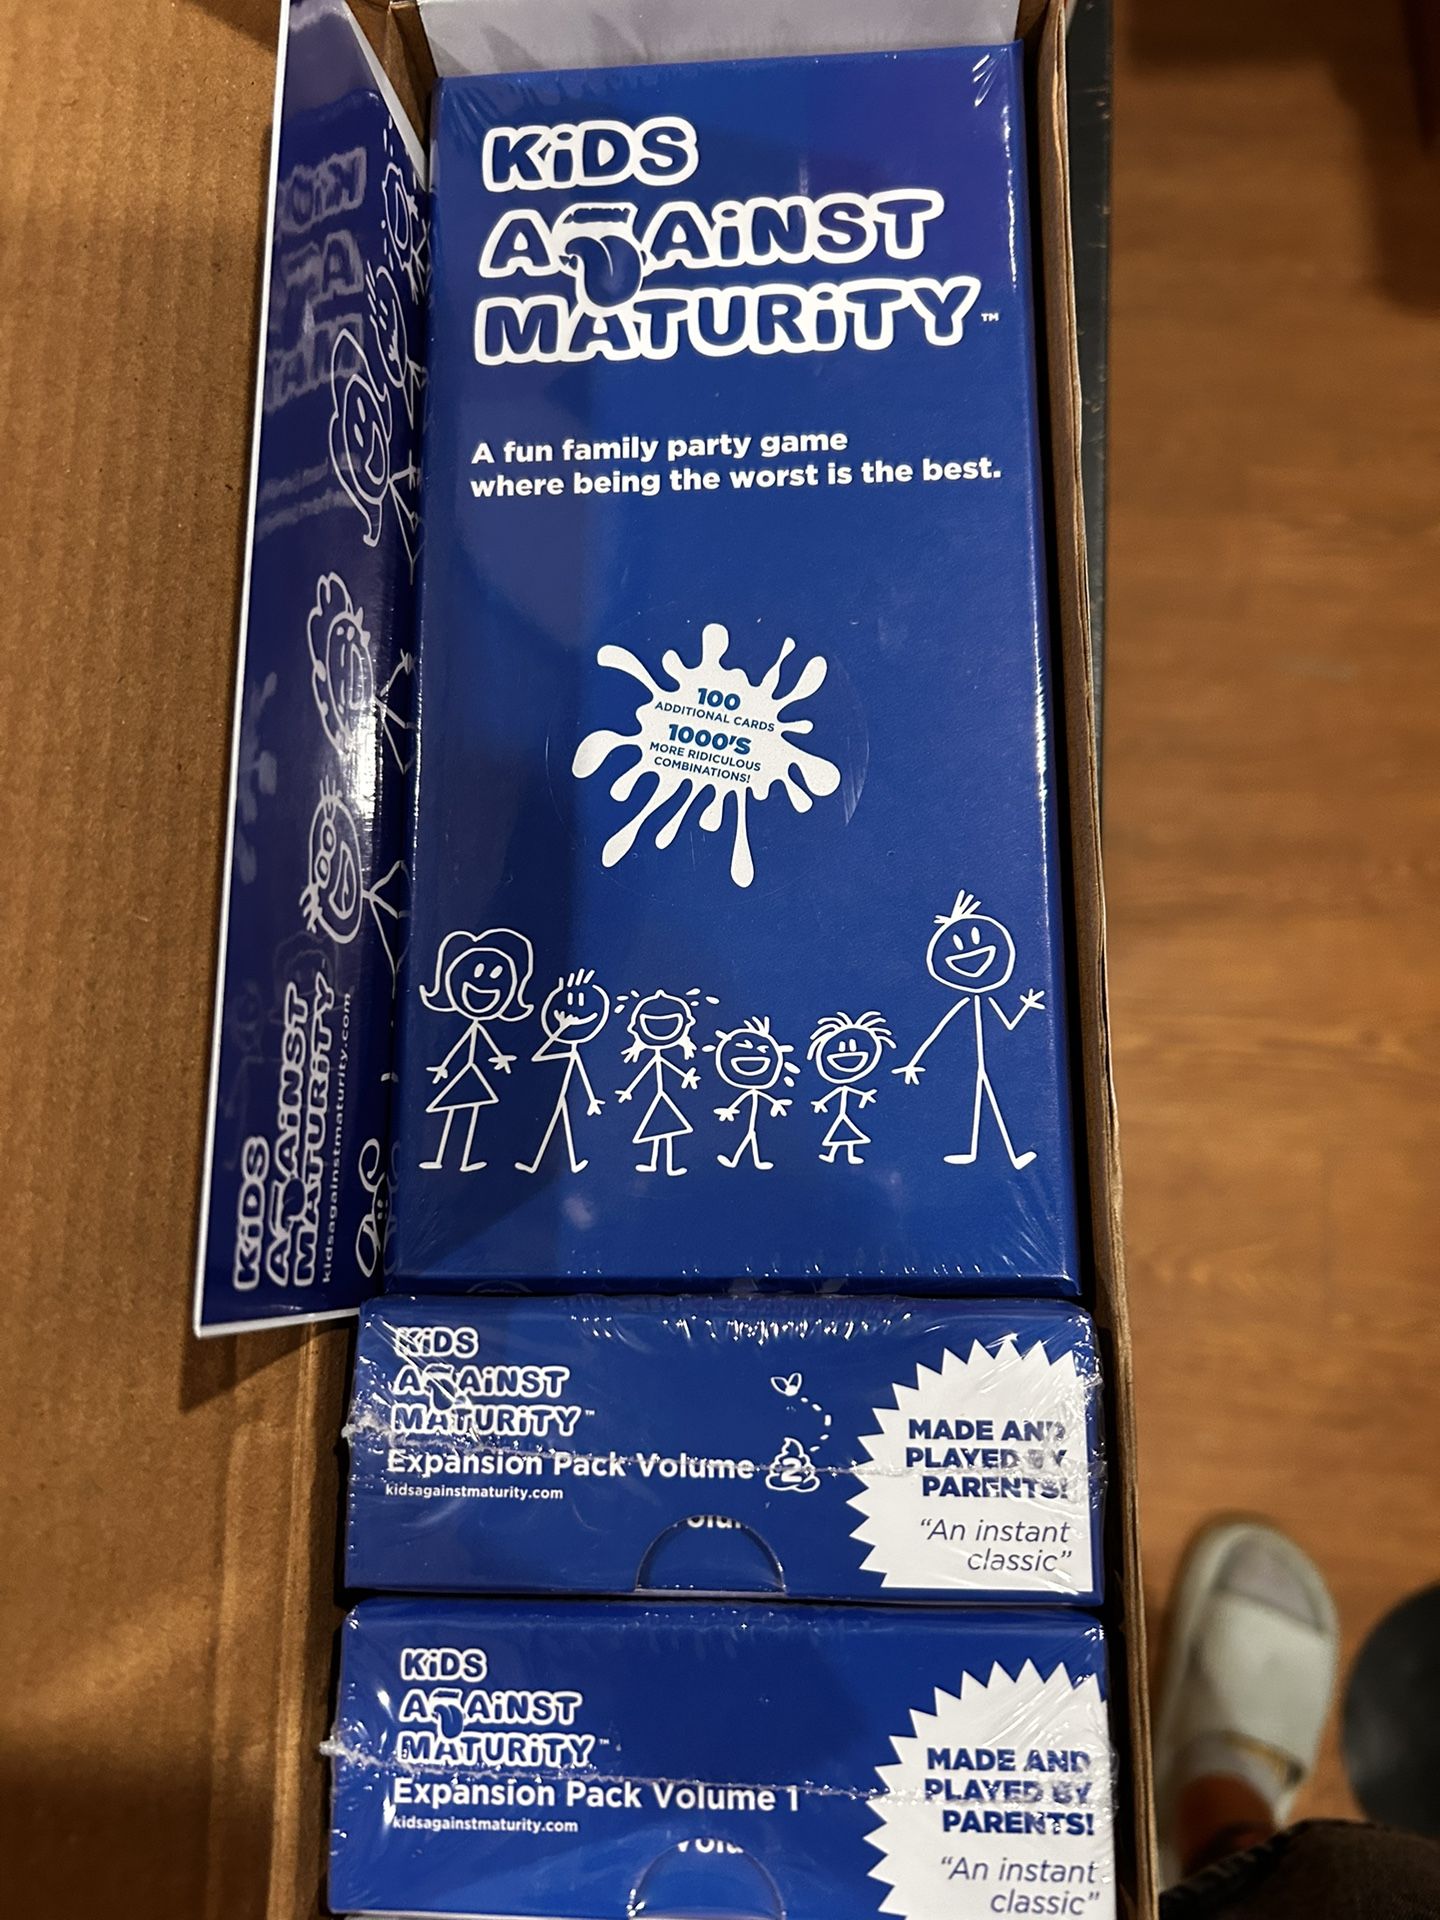 KiDS
AGAiNST
MATURiTY™
A fun family party game
where being the worst is the best.
100
ADDITIONAL CARDS
1000'S
MORE RIDICULOUS
COMBINATIONS!
KiDS
AGAiNST
MATURiTY
kidsagainstmaturity.com
KiDS
AGAiNST
MATURiTY™
Expansion Pack Volume 2
kidsagainstmaturity.com
MADE AND
PLAYED BY
PARENTS!
“An instant
classic”
KiDS
AGAiNST
MATURiTY™
Expansion Pack Volume 1
kidsagainstmaturity.com
MADE AND
PLAYED BY
PARENTS!
“An instant
classic”